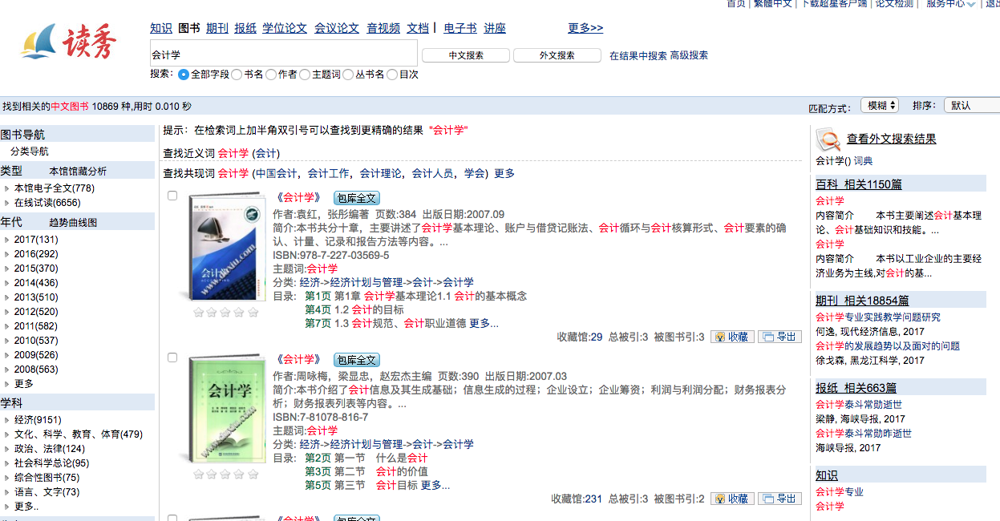 首页 | 繁體中文 | 下载超星客户端 | 论文检测 | 服务中心 | 退出
读秀
知识 图书 期刊 报纸 学位论文 会议论文 音视频 文档 | 电子书 讲座 更多>>
会计学 中文搜索 外文搜索 在结果中搜索 高级搜索
搜索: 全部字段 书名 作者 主题词 丛书名 目次
找到相关的中文图书 10869 种,用时 0.010 秒 匹配方式: 模糊 排序: 默认
图书导航
分类导航
类型 本馆馆藏分析
本馆电子全文(778)
在线试读(6656)
年代 趋势曲线图
2017(131)
2016(292)
2015(370)
2014(436)
2013(510)
2012(520)
2011(582)
2010(537)
2009(526)
2008(563)
更多
学科
经济(9151)
文化、科学、教育、体育(479)
政治、法律(124)
社会科学总论(95)
综合性图书(75)
语言、文字(73)
更多..
提示：在检索词上加半角双引号可以查找到更精确的结果 "会计学"
查找近义词 会计学 (会计)
查找共现词 会计学 (中国会计, 会计工作, 会计理论, 会计人员, 学会) 更多
会计学
www.duxiu.com
《会计学》 包库全文
作者:袁红，张彤编著 页数:384 出版日期:2007.09
简介:本书共分十章，主要讲述了会计学基本理论、账户与借贷记账法、会计循环与会计核算形式、会计要素的确
认、计量、记录和报告方法等内容。...
ISBN:978-7-227-03569-5
主题词:会计学
分类: 经济->经济计划与管理->会计->会计学
目录: 第1页 第1章 会计学基本理论1.1 会计的基本概念
第4页 1.2 会计的目标
第7页 1.3 会计规范、会计职业道德 更多...
收藏馆:29 总被引:3 被图书引:3 收藏 导出
会计学
www.duxiu.com
《会计学》 包库全文
作者:周咏梅，梁显忠，赵宏杰主编 页数:390 出版日期:2007.03
简介:本书介绍了会计信息及其生成基础；信息生成的过程；企业设立；企业筹资；利润与利润分配；财务报表分
析；财务报表列表等内容。...
ISBN:7-81078-816-7
主题词:会计学
分类: 经济->经济计划与管理->会计->会计学
目录: 第2页 第一节 什么是会计
第3页 第二节 会计的价值
第5页 第三节 会计目标 更多...
收藏馆:231 总被引:3 被图书引:2 收藏 导出
《会计学》 包库全文
查看外文搜索结果
会计学() 词典
百科 相关1150篇
会计学
内容简介 本书主要阐述会计基本理
论、会计基础知识和技能。...
会计学
内容简介 本书以工业企业的主要经
济业务为主线,对会计的基...
期刊 相关18854篇
会计学专业实践教学问题研究
何逸, 现代经济信息, 2017
会计学的发展趋势以及面对的问题
徐戈森, 黑龙江科学, 2017
报纸 相关663篇
会计学泰斗常勋逝世
梁静, 海峡导报, 2017
会计学泰斗常勋昨逝世
海峡导报, 2017
知识
会计学专业
会计学